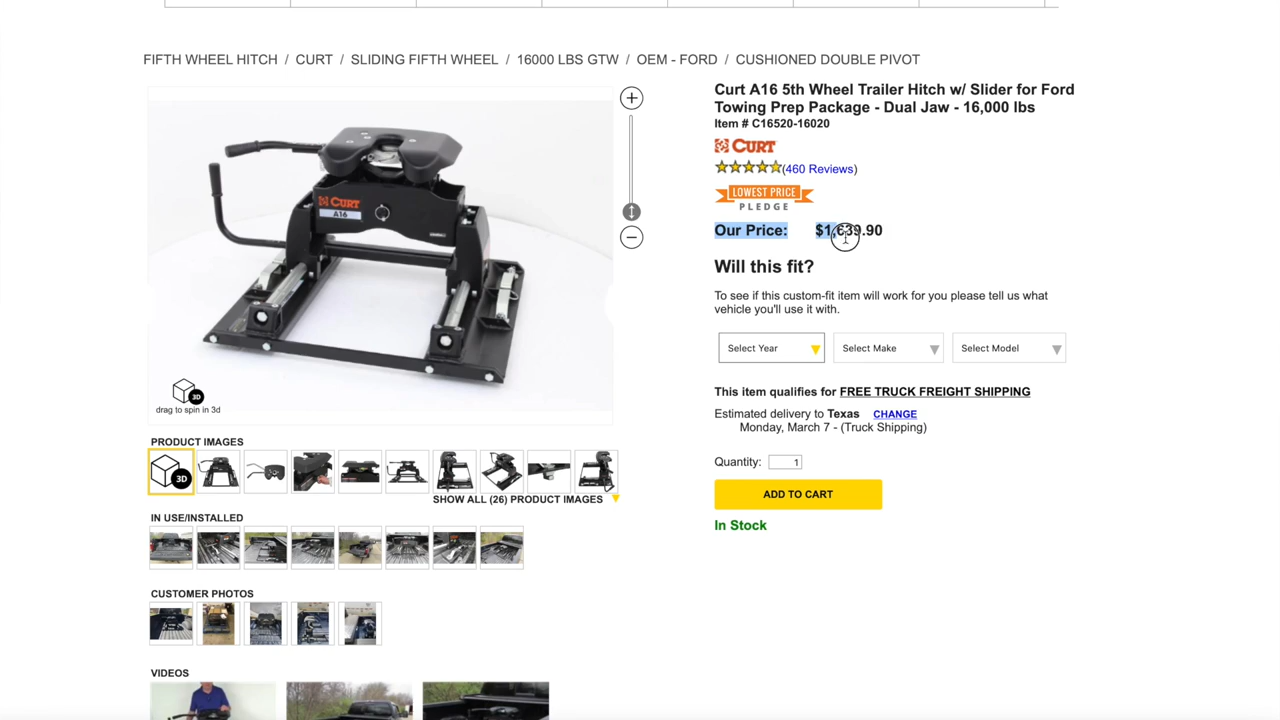 FIFTH WHEEL HITCH / CURT / SLIDING FIFTH WHEEL / 16000 LBS GTW / OEM - FORD / CUSHIONED DOUBLE PIVOT
Curt A16 5th Wheel Trailer Hitch w/ Slider for Ford
Towing Prep Package - Dual Jaw - 16,000 lbs
Item # C16520-16020
CURT
(460 Reviews)
LOWEST PRICE
PLEDGE
Our Price: $1,639.90
Will this fit?
To see if this custom-fit item will work for you please tell us what
vehicle you'll use it with.
Select Year
Select Make
Select Model
This item qualifies for FREE TRUCK FREIGHT SHIPPING
Estimated delivery to Texas CHANGE
Monday, March 7 - (Truck Shipping)
Quantity: 1
ADD TO CART
In Stock
CURT
A16
3D
drag to spin in 3d
PRODUCT IMAGES
3D
SHOW ALL (26) PRODUCT IMAGES
IN USE/INSTALLED
CUSTOMER PHOTOS
VIDEOS